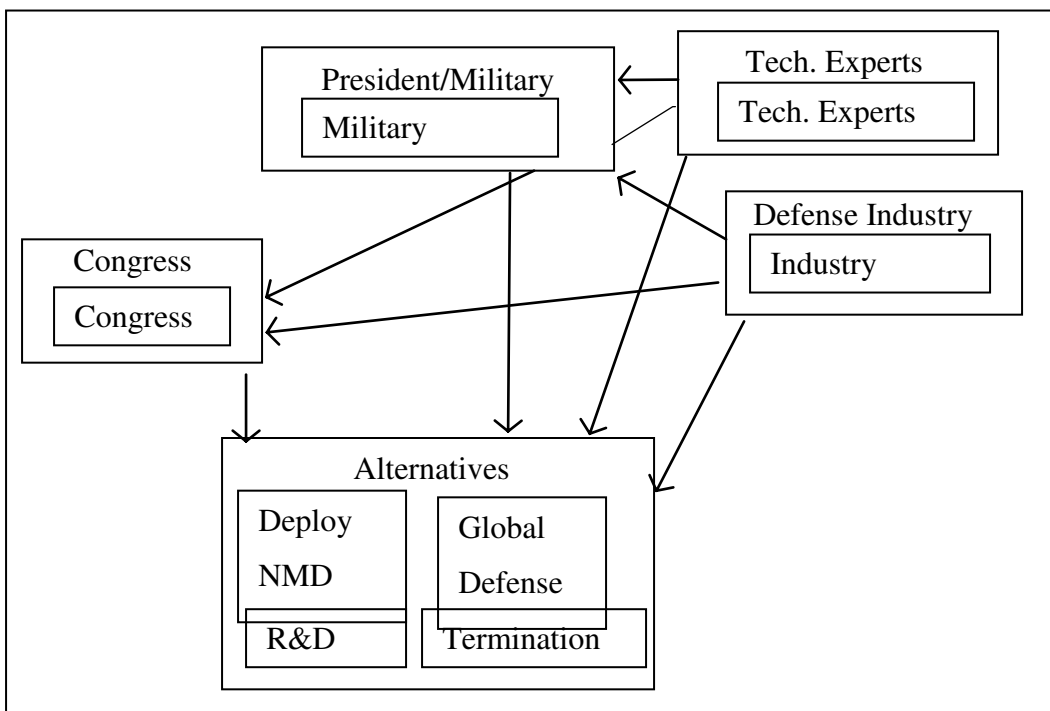 President/Military
Military
Tech. Experts
Tech. Experts
Defense Industry
Industry
Congress
Congress
Alternatives
Deploy
NMD
Global
Defense
R&D
Termination